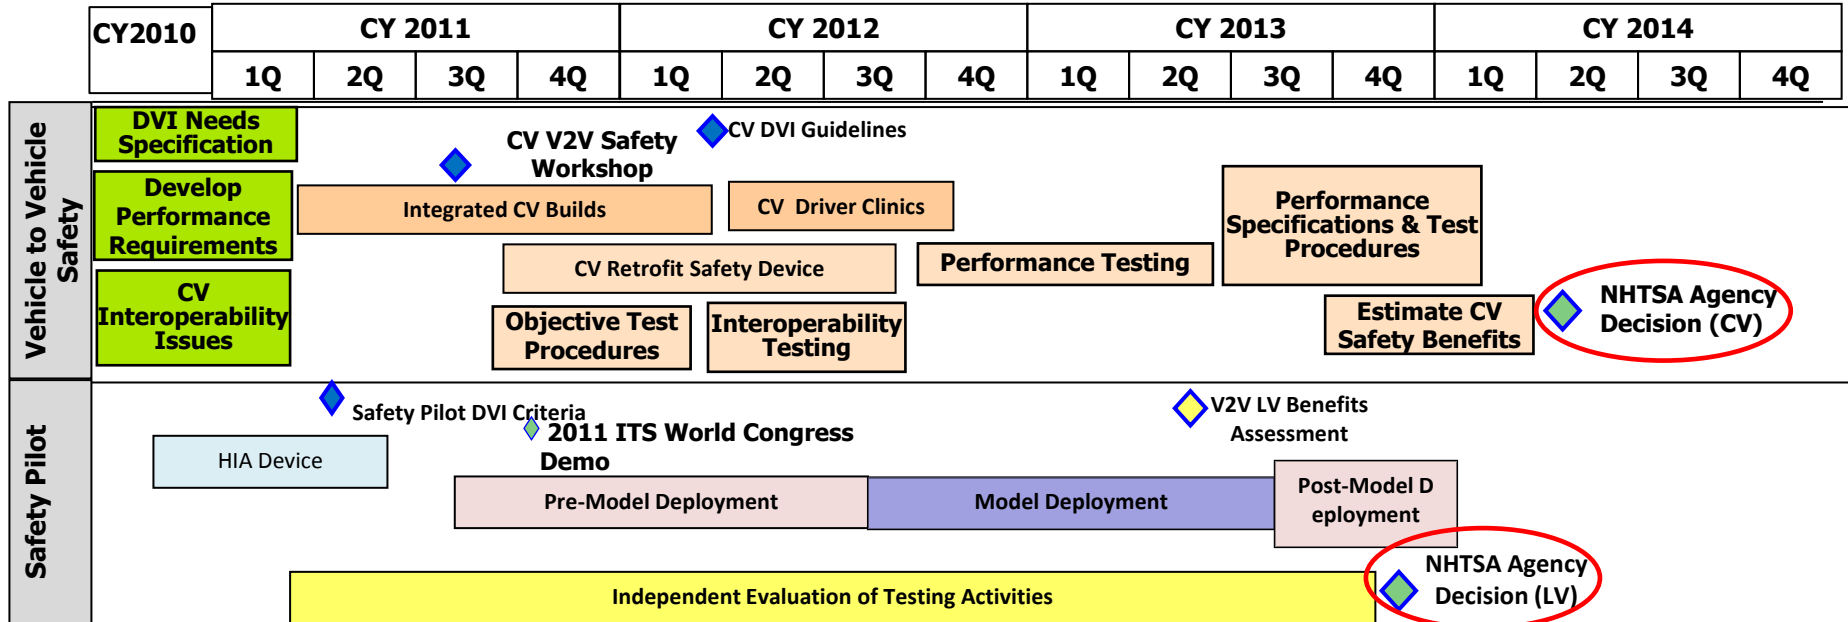 CY2010
CY 2011
CY 2012
CY 2013
CY 2014
1Q 2Q 3Q 4Q 1Q 2Q 3Q 4Q 1Q 2Q 3Q 4Q 1Q 2Q 3Q 4Q
Vehicle to Vehicle
Safety
DVI Needs
Specification
Develop
Performance
Requirements
CV
Interoperability
Issues
CV V2V Safety
Workshop
CV DVI Guidelines
Integrated CV Builds
CV Driver Clinics
CV Retrofit Safety Device
Objective Test
Procedures
Interoperability
Testing
Performance Testing
Performance
Specifications & Test
Procedures
Estimate CV
Safety Benefits
NHTSA Agency
Decision (CV)
Safety Pilot
Safety Pilot DVI Criteria
2011 ITS World Congress
Demo
HIA Device
V2V LV Benefits
Assessment
Pre-Model Deployment
Model Deployment
Post-Model D
eployment
Independent Evaluation of Testing Activities
NHTSA Agency
Decision (LV)